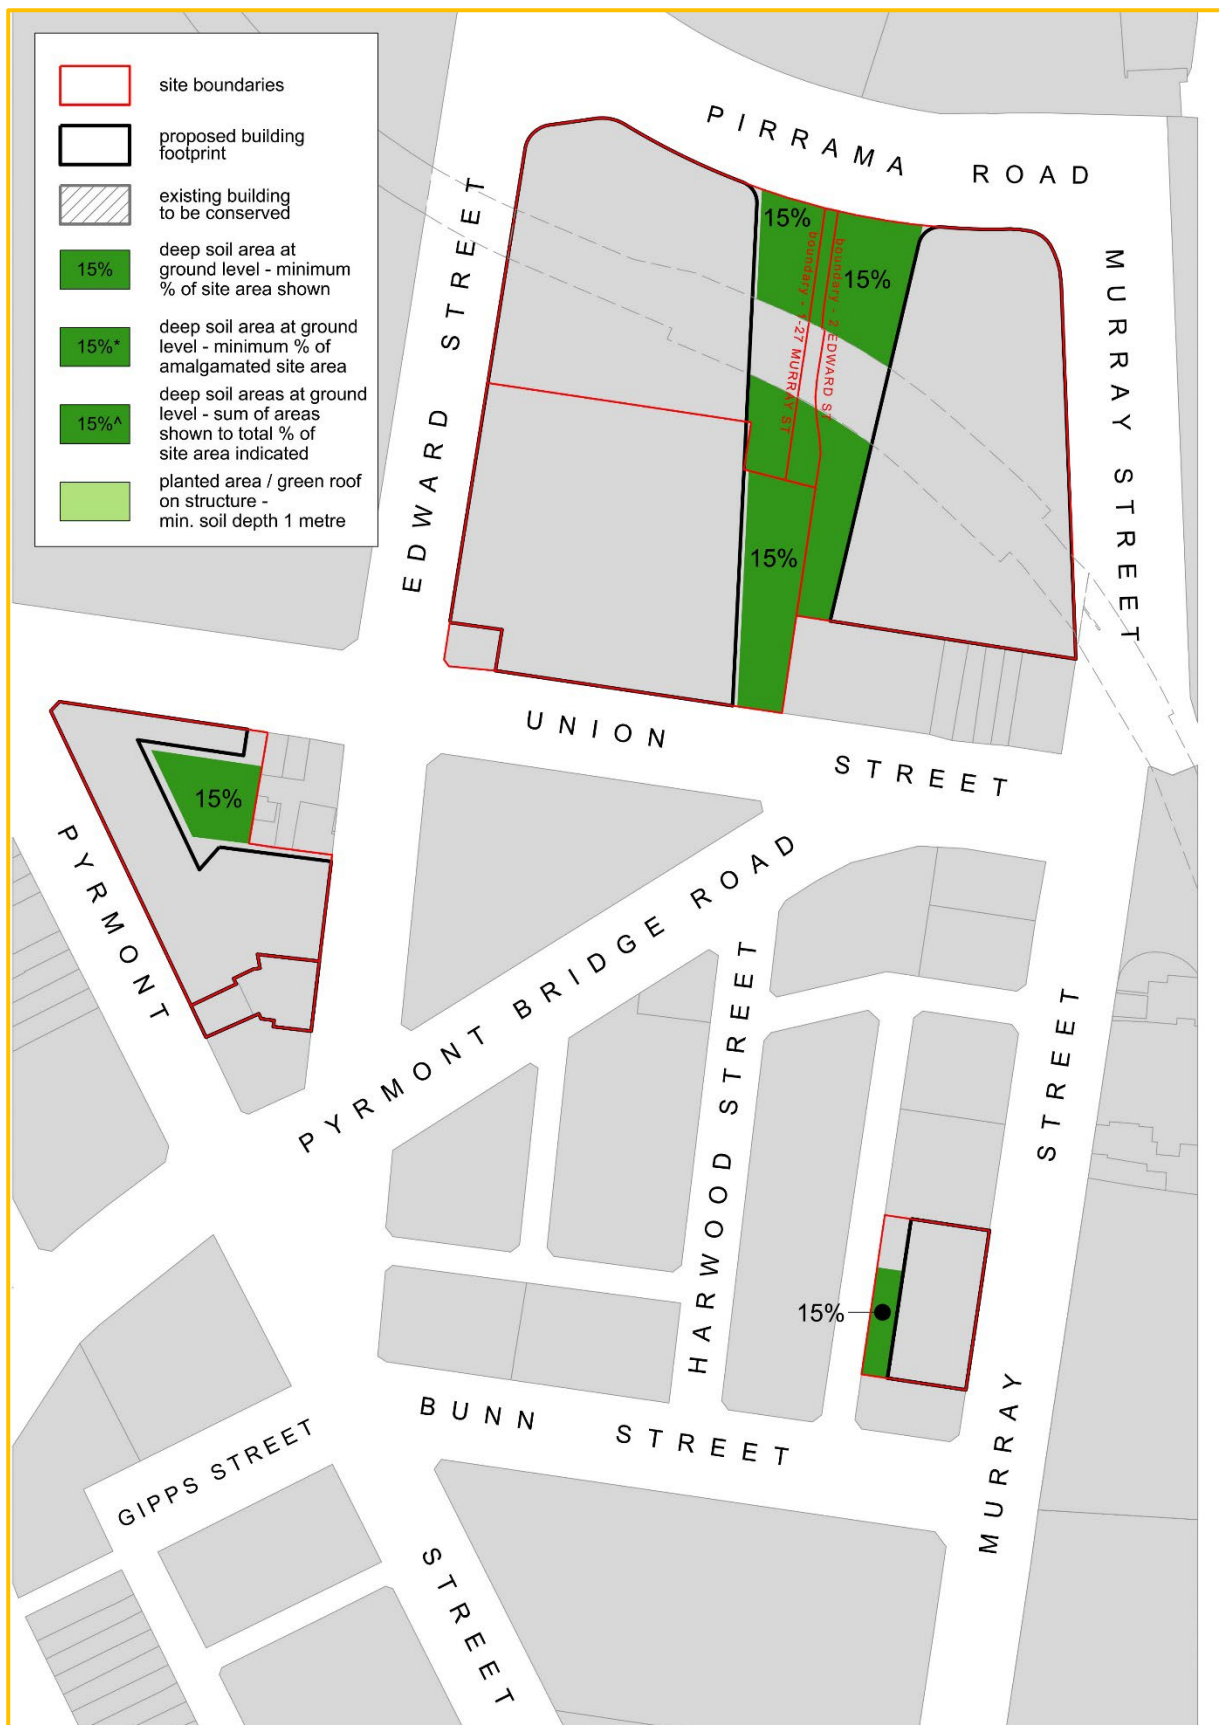 site boundaries
proposed building
footprint
existing building
to be conserved
15%
deep soil area at
ground level - minimum
% of site area shown
15%*
deep soil area at ground
level - minimum % of
amalgamated site area
15%^
deep soil areas at ground
level - sum of areas
shown to total % of
site area indicated
planted area / green roof
on structure -
min. soil depth 1 metre
PIRRAMA ROAD
EDWARD STREET
MURRAY STREET
15%
15%
boundary - 1-27 MURRAY ST
boundary - 2 EDWARD ST
15%
UNION STREET
15%
PYRMONT STREET
PYRMONT BRIDGE ROAD
HARWOOD STREET
MURRAY STREET
15%
BUNN STREET
GIPPS STREET